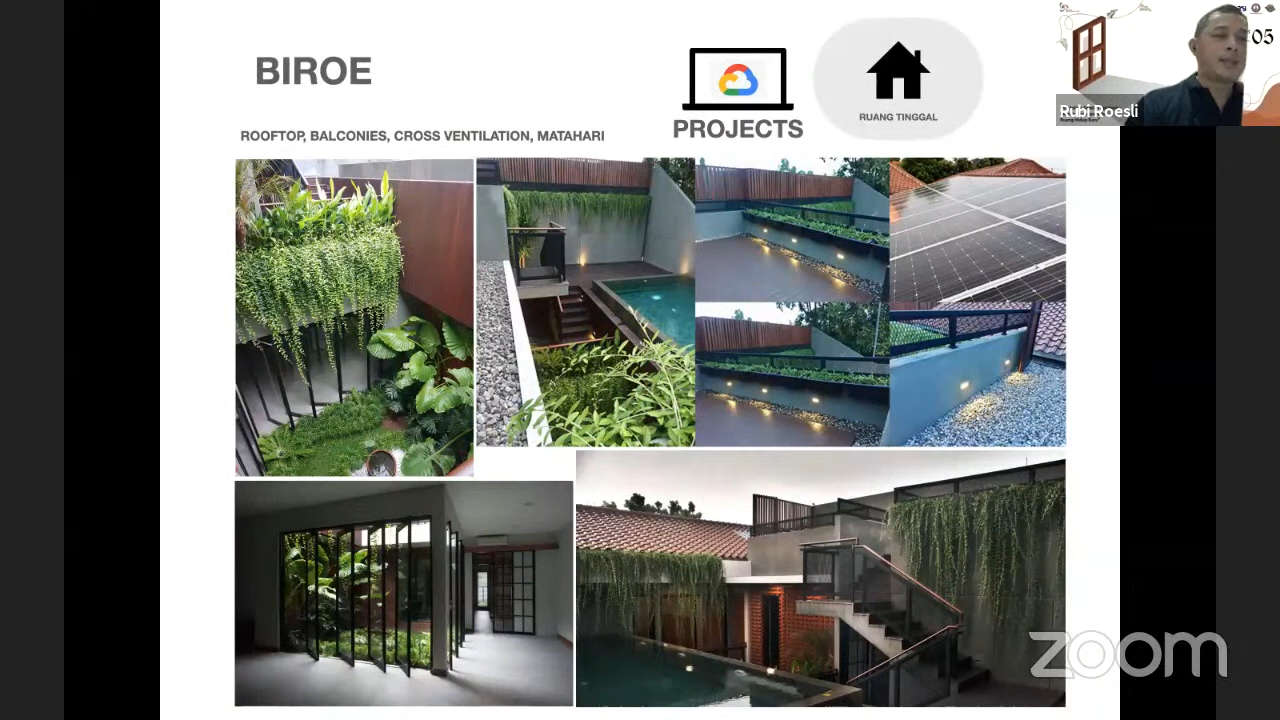 BIROE
PROJECTS
RUANG TINGGAL
ROOFTOP, BALCONIES, CROSS VENTILATION, MATAHARI
05
Rubi Roesli
zoom